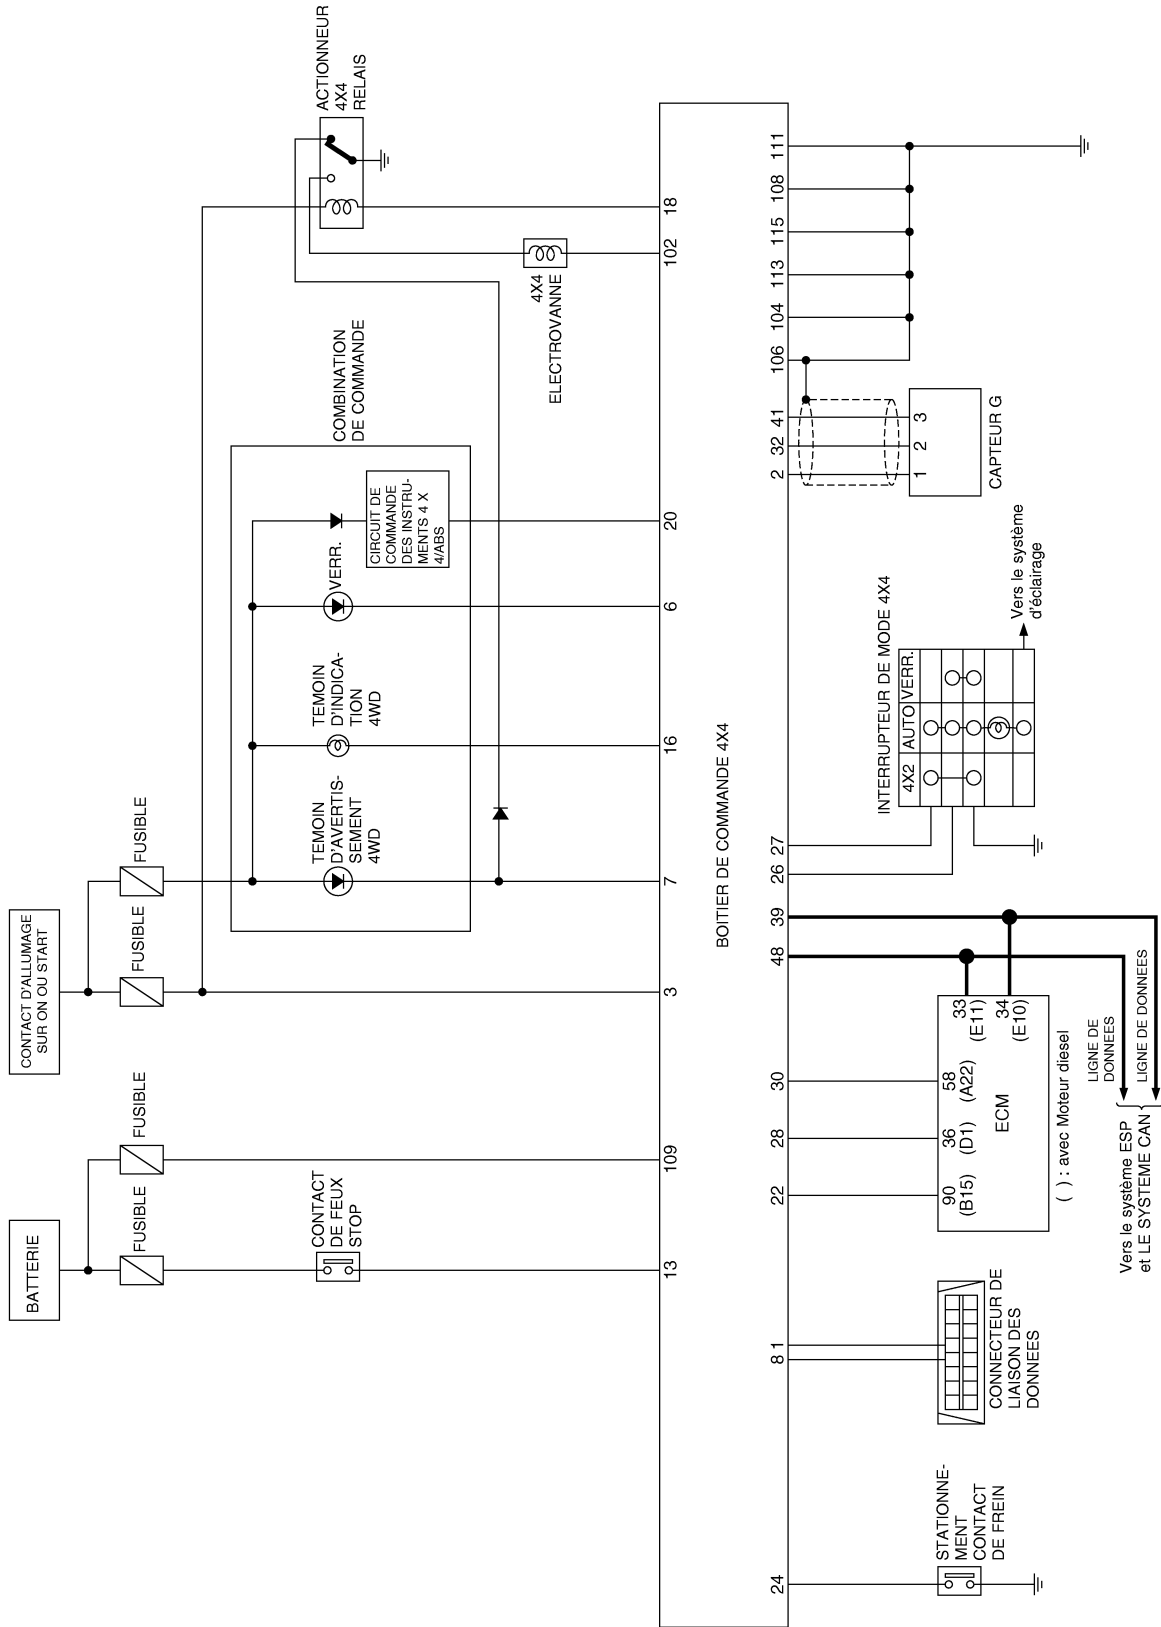 BATTERIE
CONTACT D'ALLUMAGE
SUR ON OU START
FUSIBLE
FUSIBLE
FUSIBLE
FUSIBLE
CONTACT
DE FEUX
STOP
TEMOIN
D'AVERTIS-
SEMENT
4WD
TEMOIN
D'INDICA-
TION
4WD
VERR.
CIRCUIT DE
COMMANDE
DES INSTRU-
MENTS 4 X
4/ABS
COMBINATION
DE COMMANDE
ACTIONNEUR
4X4
RELAIS
4X4
ELECTROVANNE
13
109
3
7
16
6
20
102
18
BOITIER DE COMMANDE 4X4
24
8
1
22
28
30
48
39
26
27
2
32
41
106
104
113
115
108
111
STATIONNE-
MENT
CONTACT
DE FREIN
CONNECTEUR DE
LIAISON DES
DONNEES
90
(B15)
36
(D1)
58
(A22)
33
(E11)
34
(E10)
ECM
( ) : avec Moteur diesel
LIGNE DE
DONNEES
LIGNE DE DONNEES
Vers le système ESP
et LE SYSTEME CAN
INTERRUPTEUR DE MODE 4X4
4X2
AUTO
VERR.
Vers le système
d'éclairage
1
2
3
CAPTEUR G